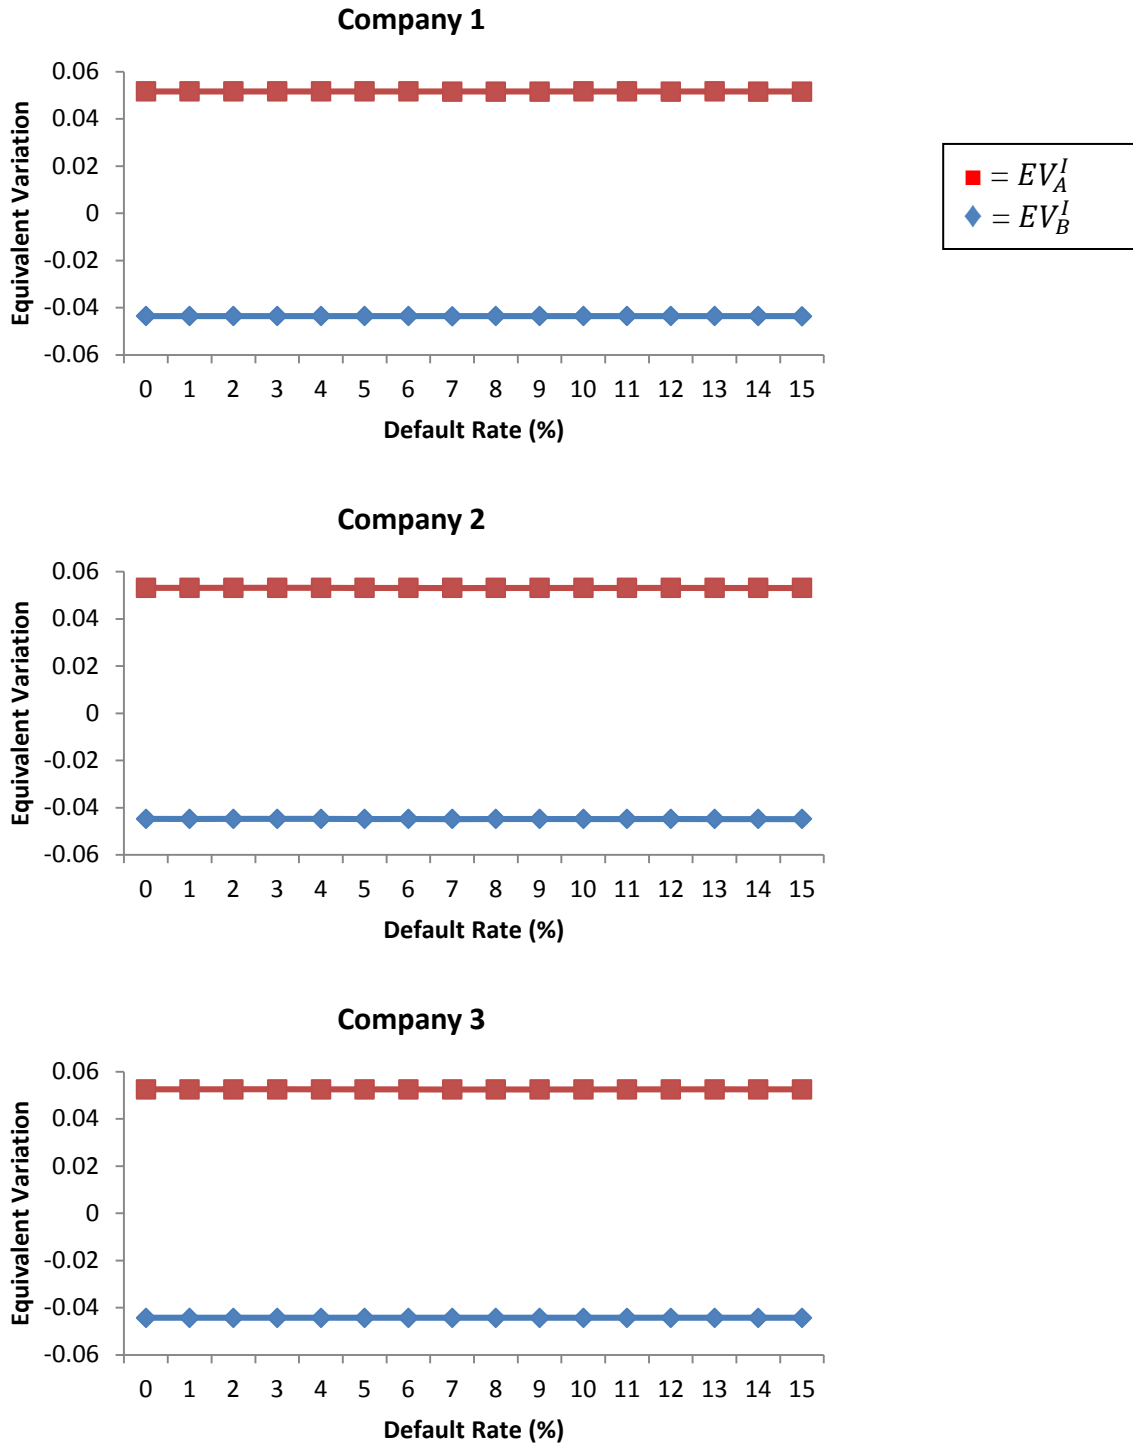 Company 1
Equivalent Variation
0.06
0.04
0.02
0
-0.02
-0.04
-0.06
0 1 2 3 4 5 6 7 8 9 10 11 12 13 14 15
Default Rate (%)
= EV_A^I
= EV_B^I
Company 2
Equivalent Variation
0.06
0.04
0.02
0
-0.02
-0.04
-0.06
0 1 2 3 4 5 6 7 8 9 10 11 12 13 14 15
Default Rate (%)
Company 3
Equivalent Variation
0.06
0.04
0.02
0
-0.02
-0.04
-0.06
0 1 2 3 4 5 6 7 8 9 10 11 12 13 14 15
Default Rate (%)